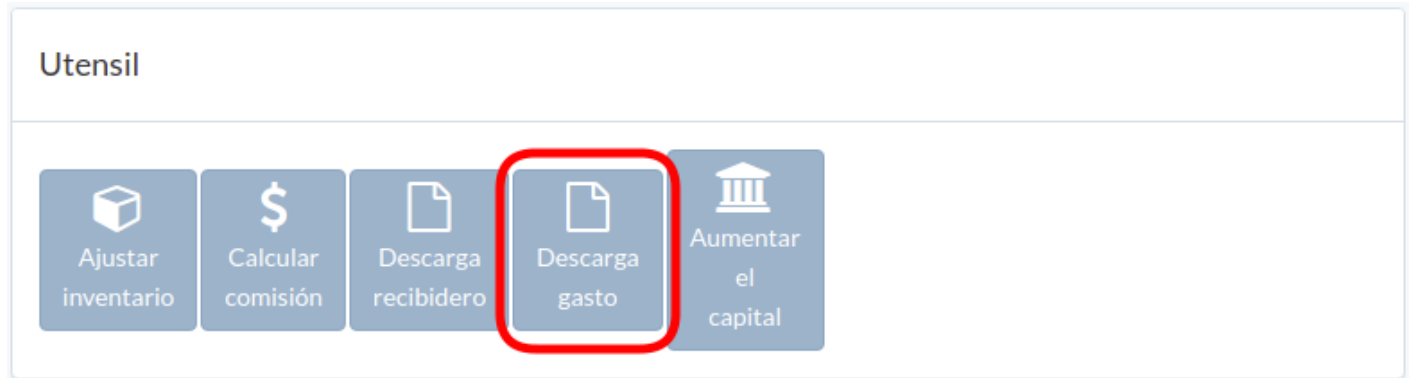 Utensil
Ajustar
inventario
Calcular
comisión
Descarga
recibidero
Descarga
gasto
Aumentar
el
capital